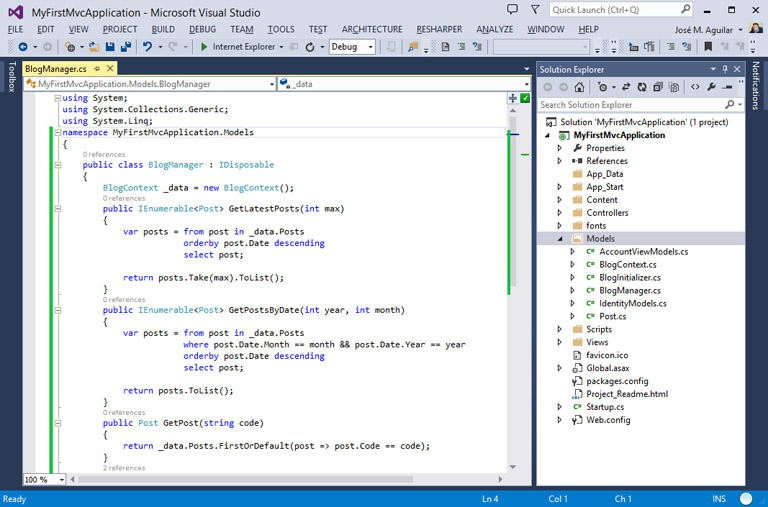 MyFirstMvcApplication - Microsoft Visual Studio
Quick Launch (Ctrl+Q)
FILE EDIT VIEW PROJECT BUILD DEBUG TEAM TOOLS TEST ARCHITECTURE RESHARPER ANALYZE WINDOW HELP José M. Aguilar
Internet Explorer Debug
Toolbox
BlogManager.cs
MyFirstMvcApplication.Models.BlogManager _data
using System;
using System.Collections.Generic;
using System.Linq;
namespace MyFirstMvcApplication.Models
{
0 references
public class BlogManager : IDisposable
{
BlogContext _data = new BlogContext();
0 references
public IEnumerable<Post> GetLatestPosts(int max)
{
var posts = from post in _data.Posts
orderby post.Date descending
select post;
return posts.Take(max).ToList();
}
0 references
public IEnumerable<Post> GetPostsByDate(int year, int month)
{
var posts = from post in _data.Posts
where post.Date.Month == month && post.Date.Year == year
orderby post.Date descending
select post;
return posts.ToList();
}
0 references
public Post GetPost(string code)
{
return _data.Posts.FirstOrDefault(post => post.Code == code);
}
2 references
100 %
Solution Explorer
Search Solution Explorer (Ctrl+)
Solution 'MyFirstMvcApplication' (1 project)
MyFirstMvcApplication
Properties
References
App_Data
App_Start
Content
Controllers
fonts
Models
AccountViewModels.cs
BlogContext.cs
BlogInitializer.cs
BlogManager.cs
IdentityModels.cs
Post.cs
Scripts
Views
favicon.ico
Global.asax
packages.config
Project_Readme.html
Startup.cs
Web.config
Notifications
Ready Ln 4 Col 1 Ch 1 INS